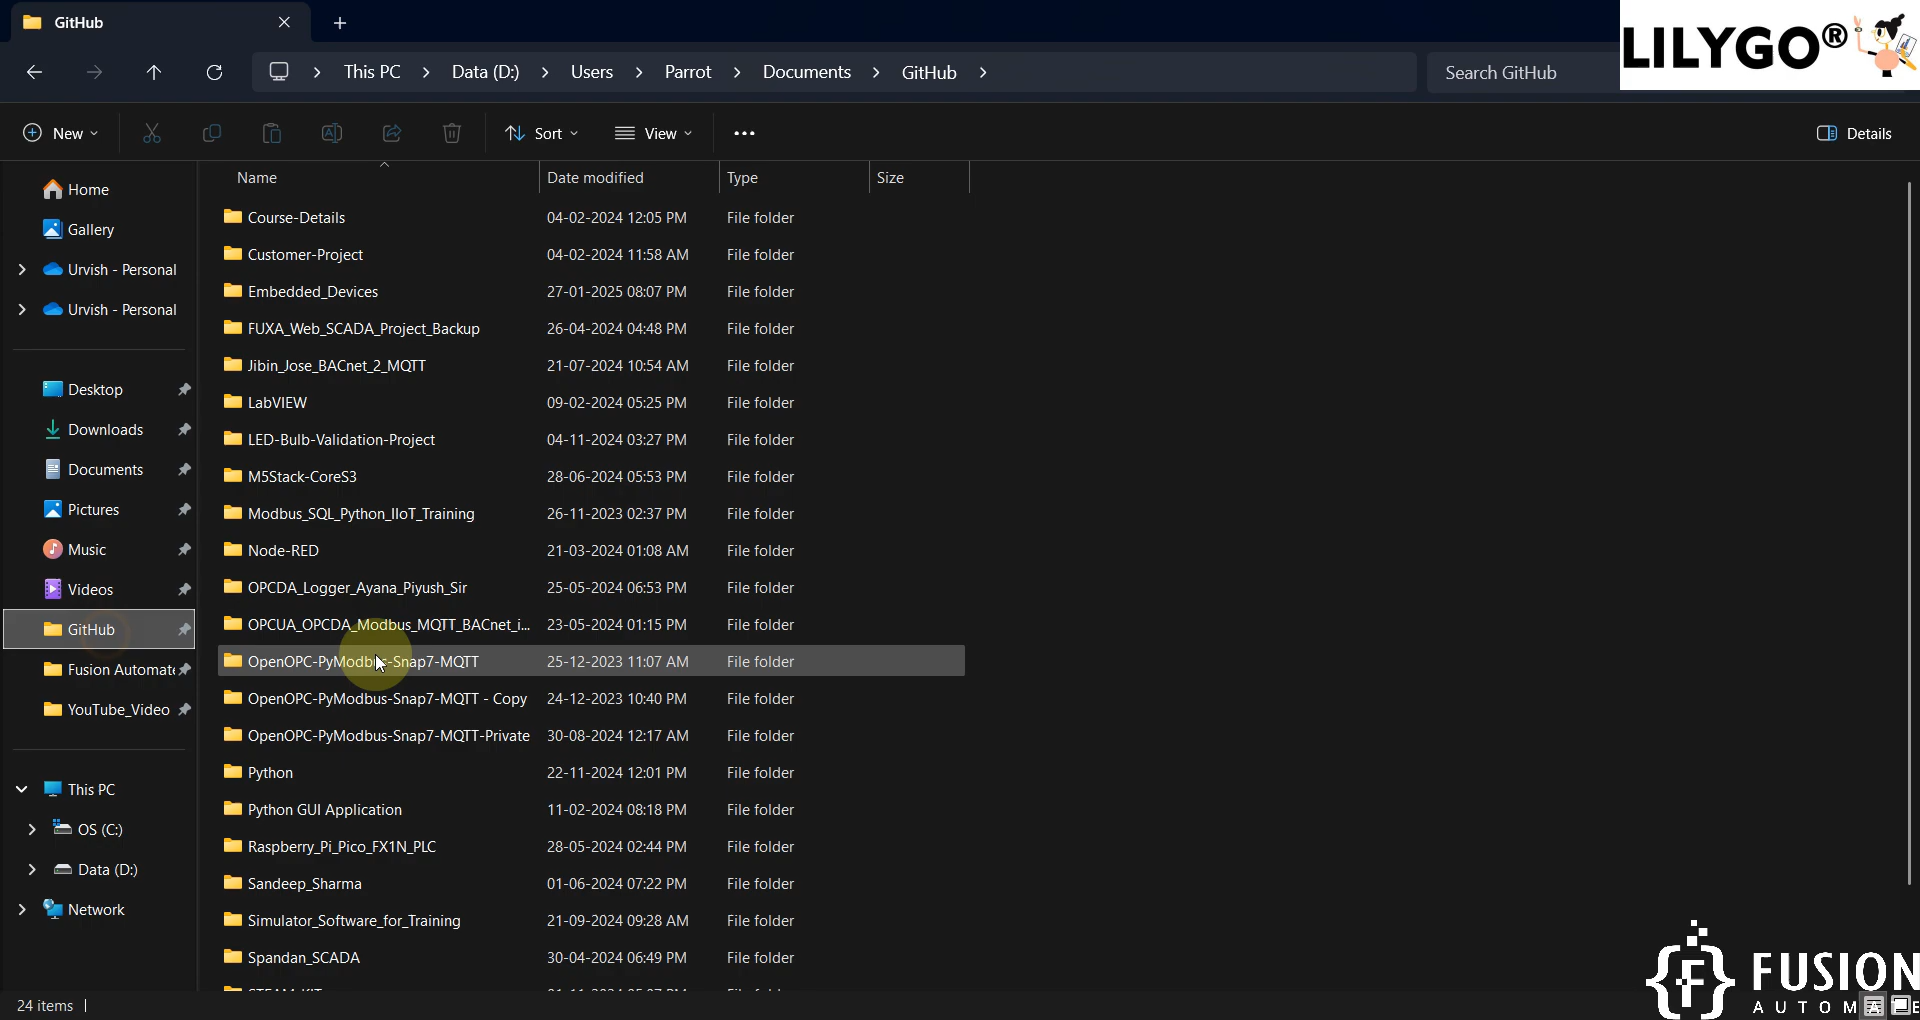 GitHub
LILYGO®
This PC > Data (D:) > Users > Parrot > Documents > GitHub >
Search GitHub
New
Sort
View
Details
Name Date modified Type Size
Home
Gallery
Urvish - Personal
Urvish - Personal
Desktop
Downloads
Documents
Pictures
Music
Videos
GitHub
Fusion Automate
YouTube_Video
This PC
OS (C:)
Data (D:)
Network
Course-Details 04-02-2024 12:05 PM File folder
Customer-Project 04-02-2024 11:58 AM File folder
Embedded_Devices 27-01-2025 08:07 PM File folder
FUXA_Web_SCADA_Project_Backup 26-04-2024 04:48 PM File folder
Jibin_Jose_BACnet_2_MQTT 21-07-2024 10:54 AM File folder
LabVIEW 09-02-2024 05:25 PM File folder
LED-Bulb-Validation-Project 04-11-2024 03:27 PM File folder
M5Stack-CoreS3 28-06-2024 05:53 PM File folder
Modbus_SQL_Python_IIoT_Training 26-11-2023 02:37 PM File folder
Node-RED 21-03-2024 01:08 AM File folder
OPCDA_Logger_Ayana_Piyush_Sir 25-05-2024 06:53 PM File folder
OPCUA_OPCDA_Modbus_MQTT_BACnet_i... 23-05-2024 01:15 PM File folder
OpenOPC-PyModbus-Snap7-MQTT 25-12-2023 11:07 AM File folder
OpenOPC-PyModbus-Snap7-MQTT - Copy 24-12-2023 10:40 PM File folder
OpenOPC-PyModbus-Snap7-MQTT-Private 30-08-2024 12:17 AM File folder
Python 22-11-2024 12:01 PM File folder
Python GUI Application 11-02-2024 08:18 PM File folder
Raspberry_Pi_Pico_FX1N_PLC 28-05-2024 02:44 PM File folder
Sandeep_Sharma 01-06-2024 07:22 PM File folder
Simulator_Software_for_Training 21-09-2024 09:28 AM File folder
Spandan_SCADA 30-04-2024 06:49 PM File folder
24 items
FUSION